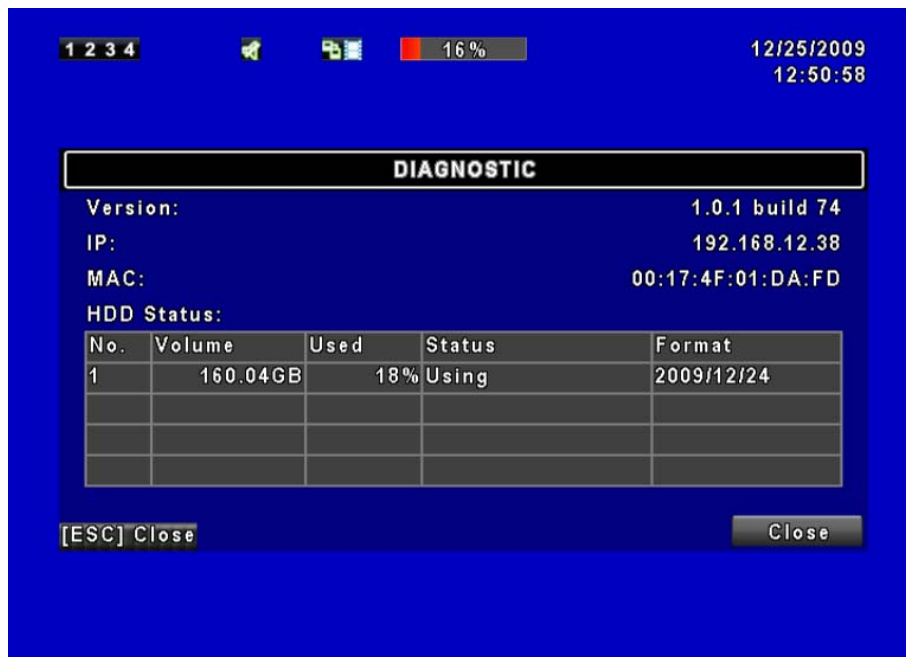 1 2 3 4 16% 12/25/2009
12:50:58
DIAGNOSTIC
Version: 1.0.1 build 74
IP: 192.168.12.38
MAC: 00:17:4F:01:DA:FD
HDD Status:
No. Volume Used Status Format
1 160.04GB 18% Using 2009/12/24
[ESC] Close Close